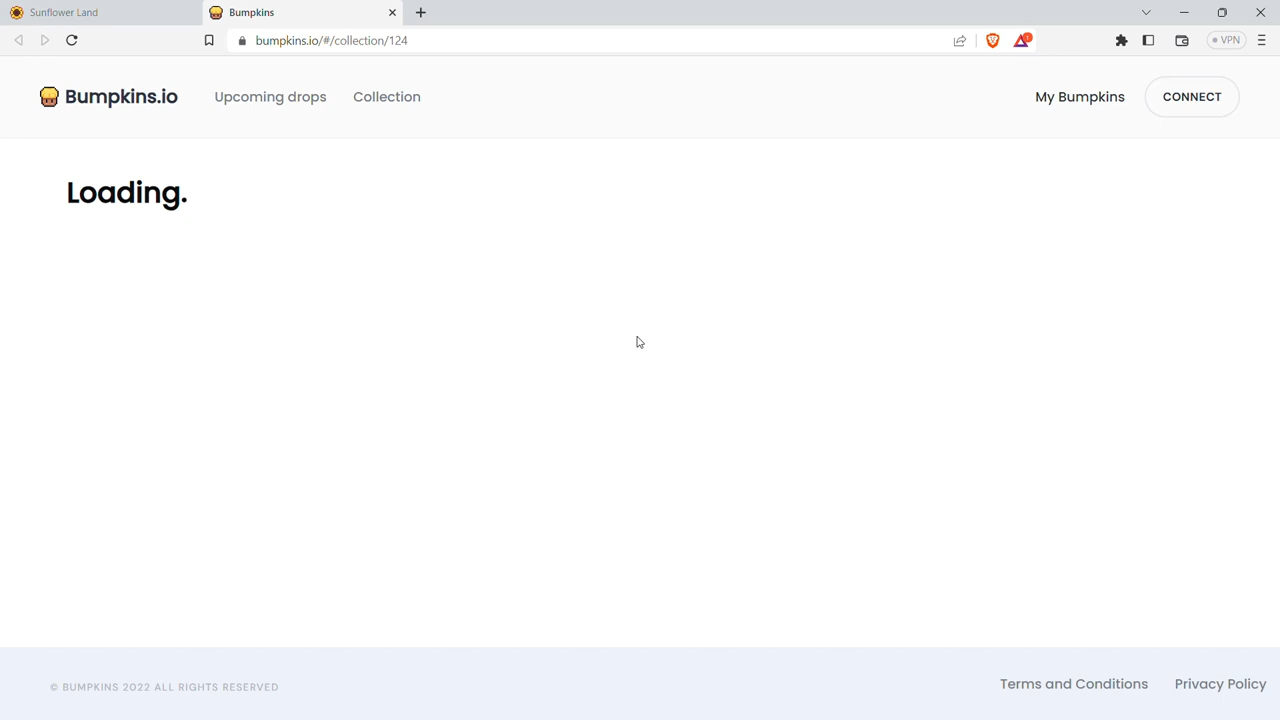 Sunflower Land
Bumpkins
bumpkins.io/#/collection/124
1
VPN
Bumpkins.io
Upcoming drops
Collection
My Bumpkins
CONNECT
Loading.
© BUMPKINS 2022 ALL RIGHTS RESERVED
Terms and Conditions
Privacy Policy